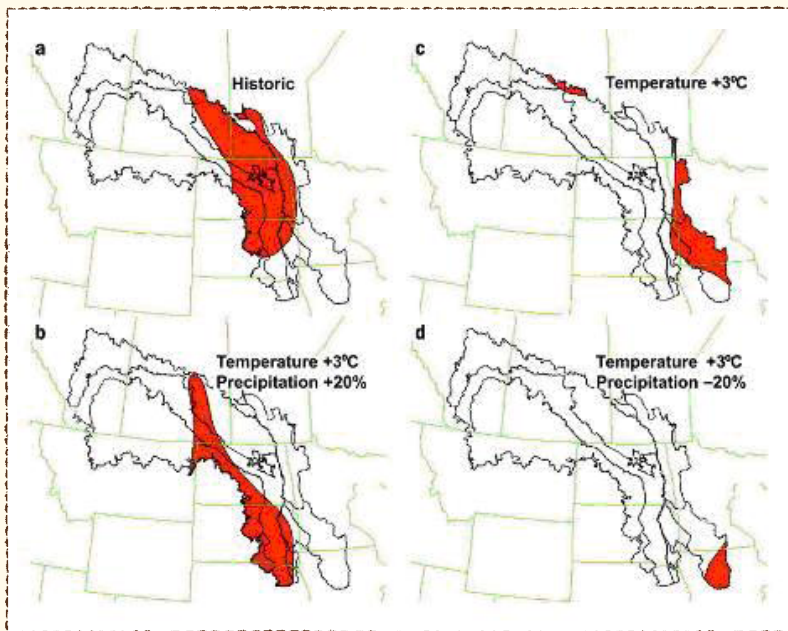 a
Historic
c
Temperature +3ºC
b
Temperature +3ºC
Precipitation +20%
d
Temperature +3ºC
Precipitation –20%